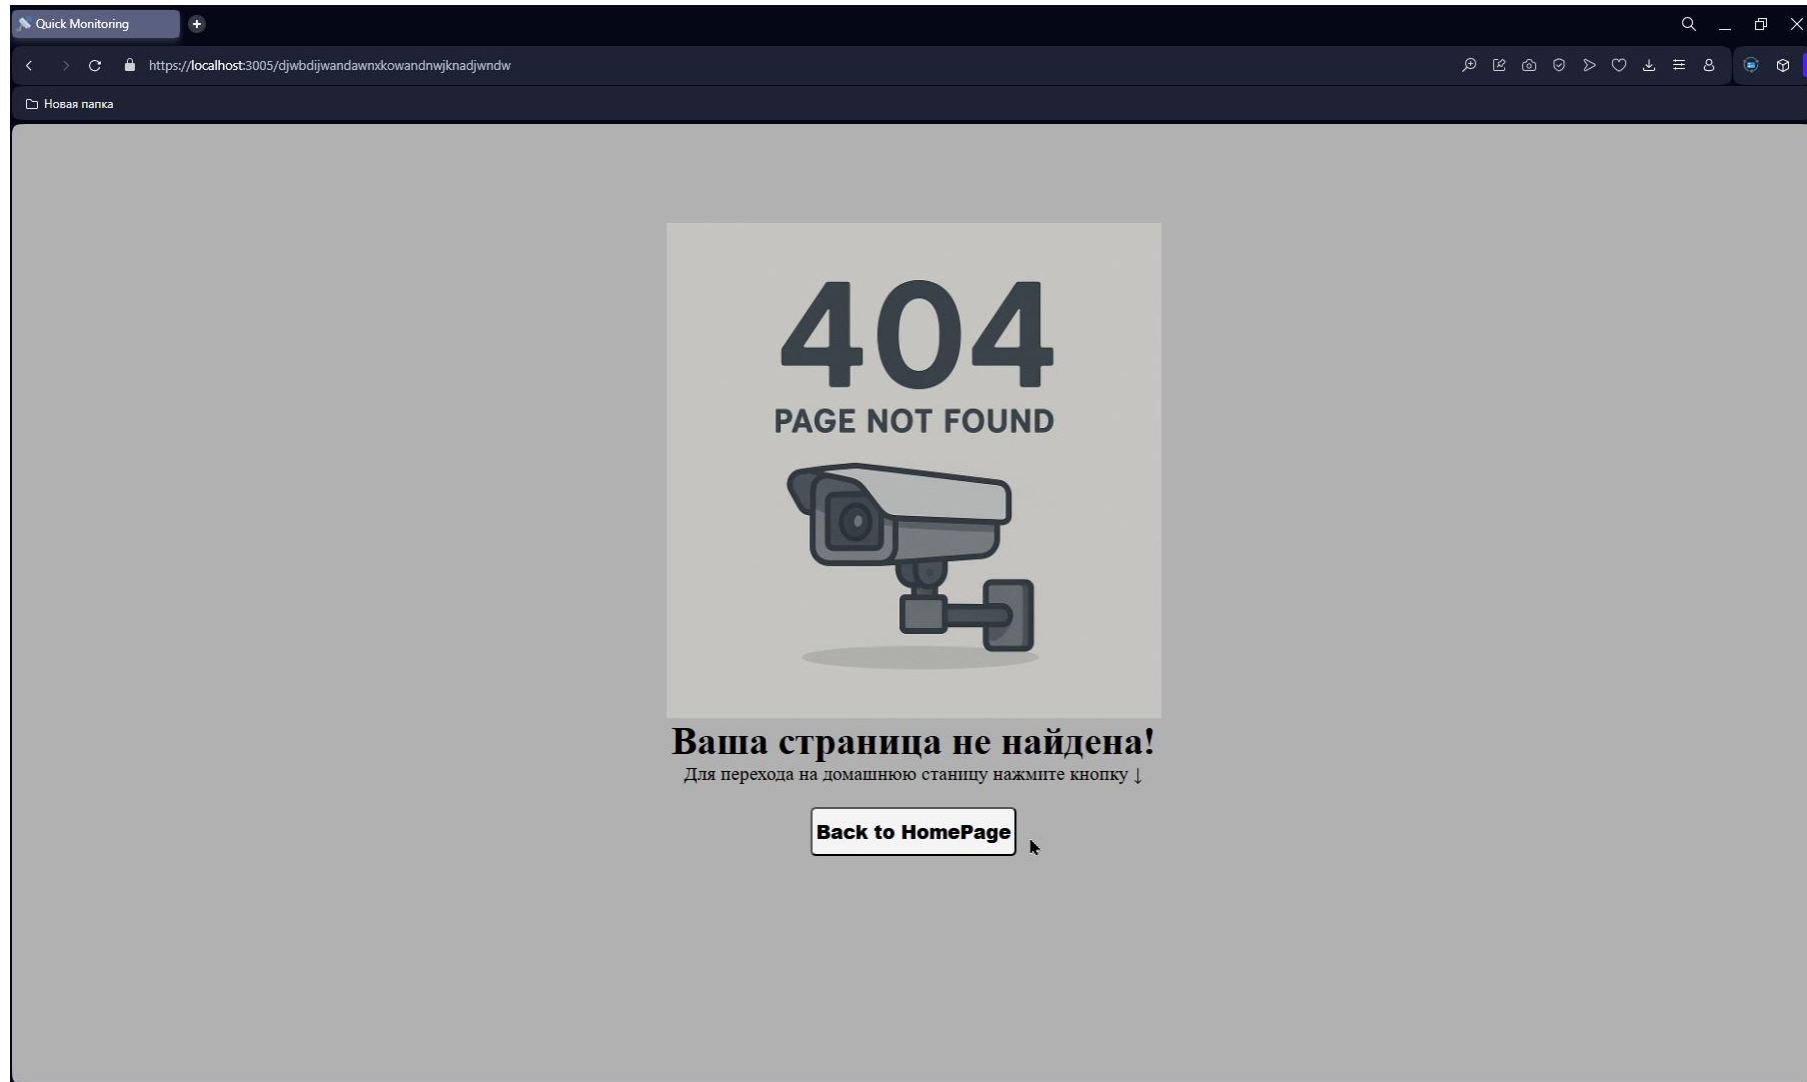 Quick Monitoring
https://localhost:3005/djwbdijwandawnxkowandnwjknadjwndw
Новая папка
404
PAGE NOT FOUND
Ваша страница не найдена!
Для перехода на домашнюю станицу нажмите кнопку ↓
Back to HomePage